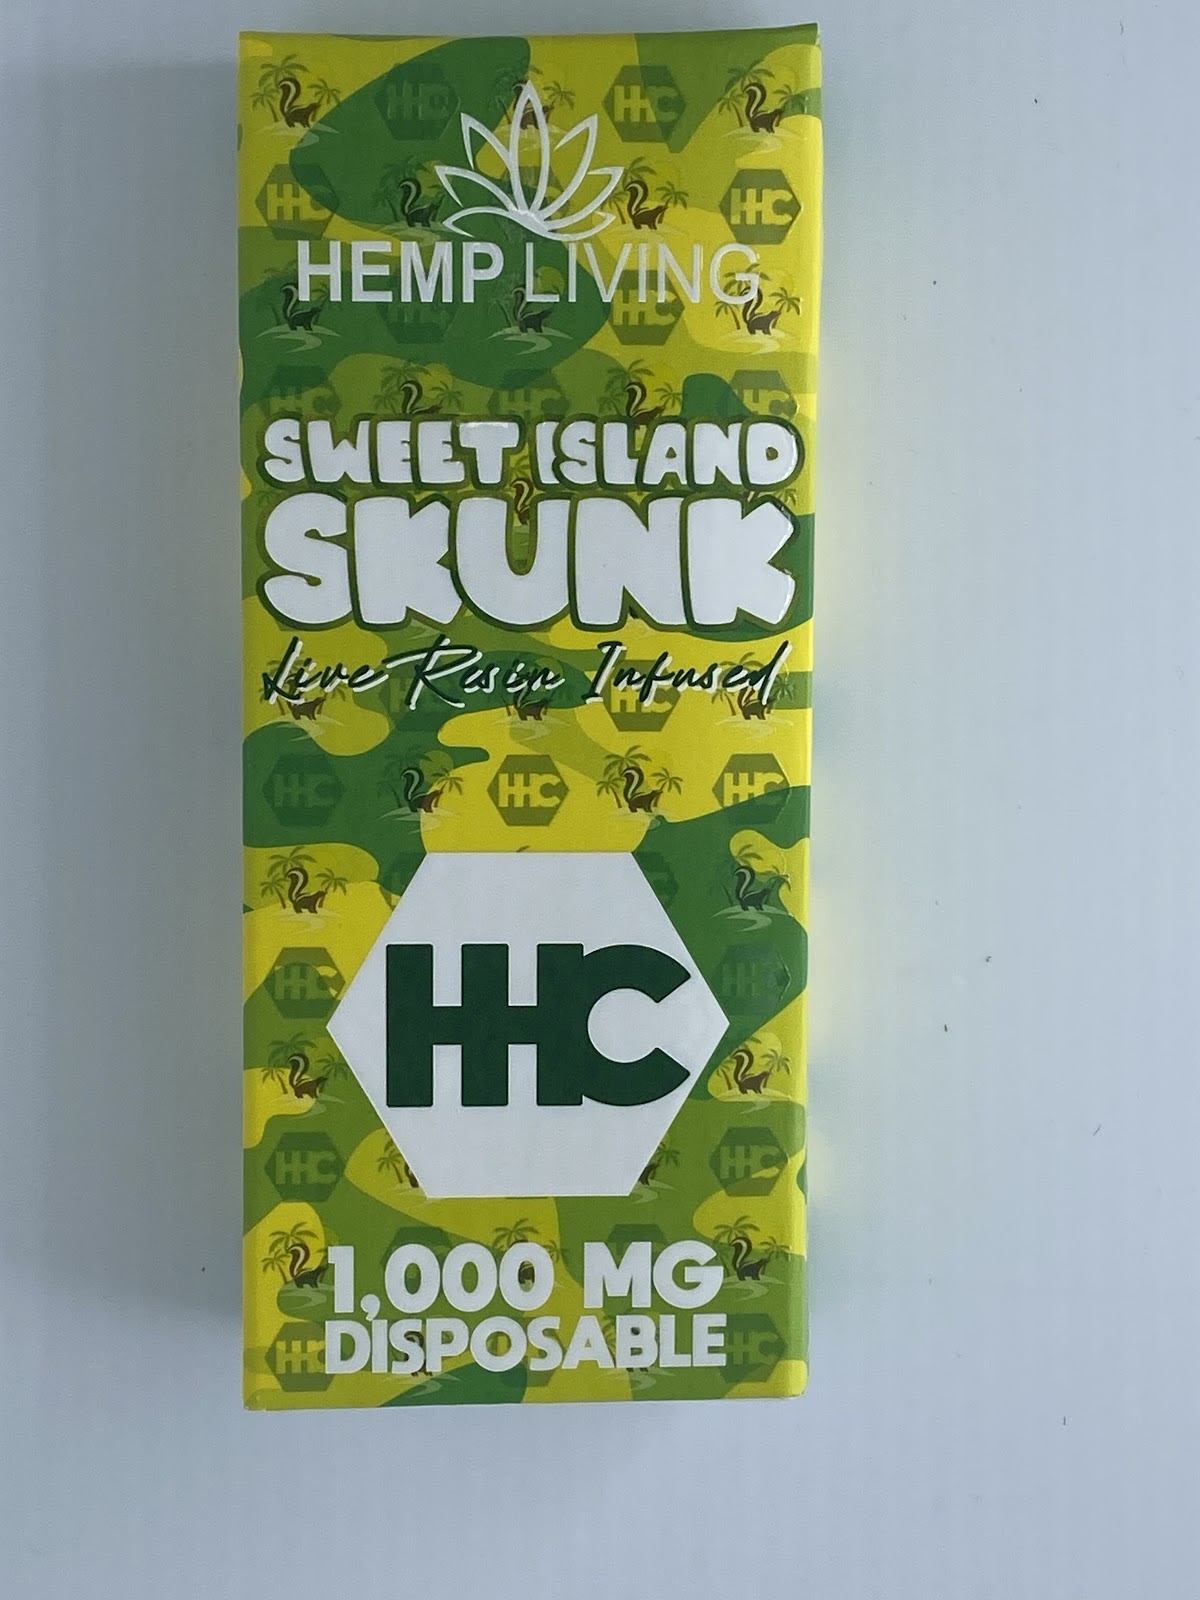 HEMP LIVING
SWEET ISLAND
SKUNK
Live Resin Infused
HHC
1,000 MG
DISPOSABLE